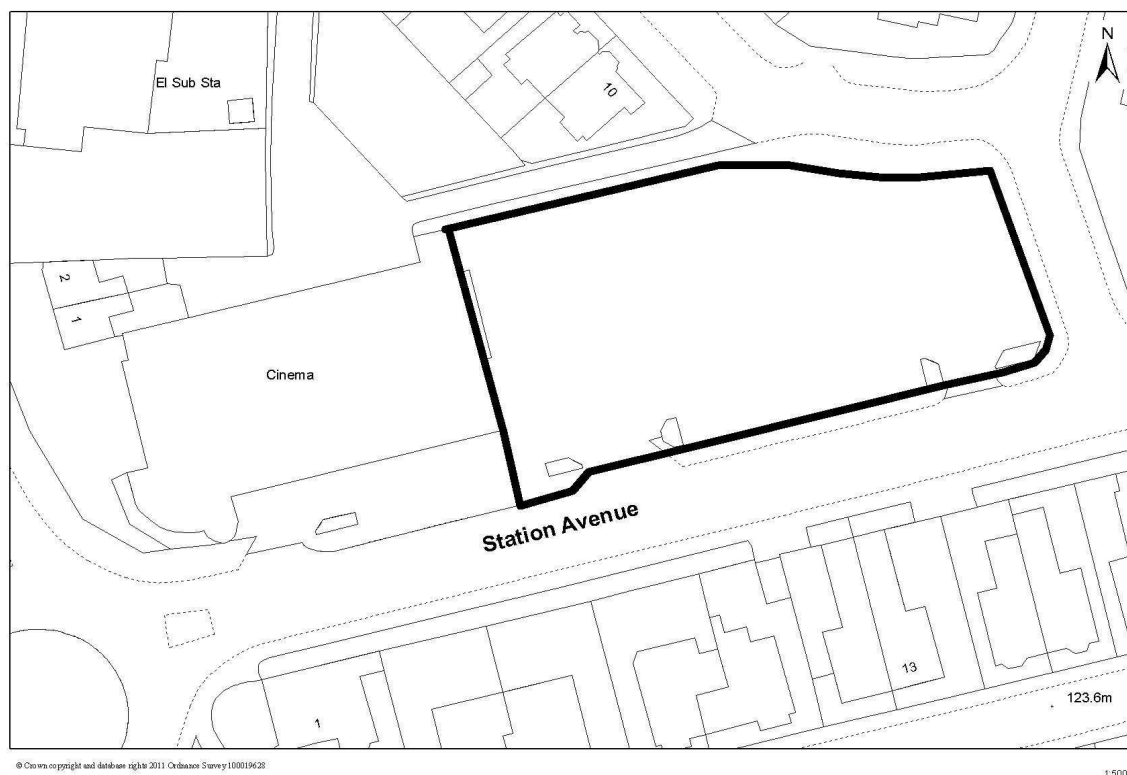 N
El Sub Sta
10
2
1
Cinema
Station Avenue
13
1
123.6m
© Crown copyright and database rights 2011 Ordnance Survey 100019628
1:500